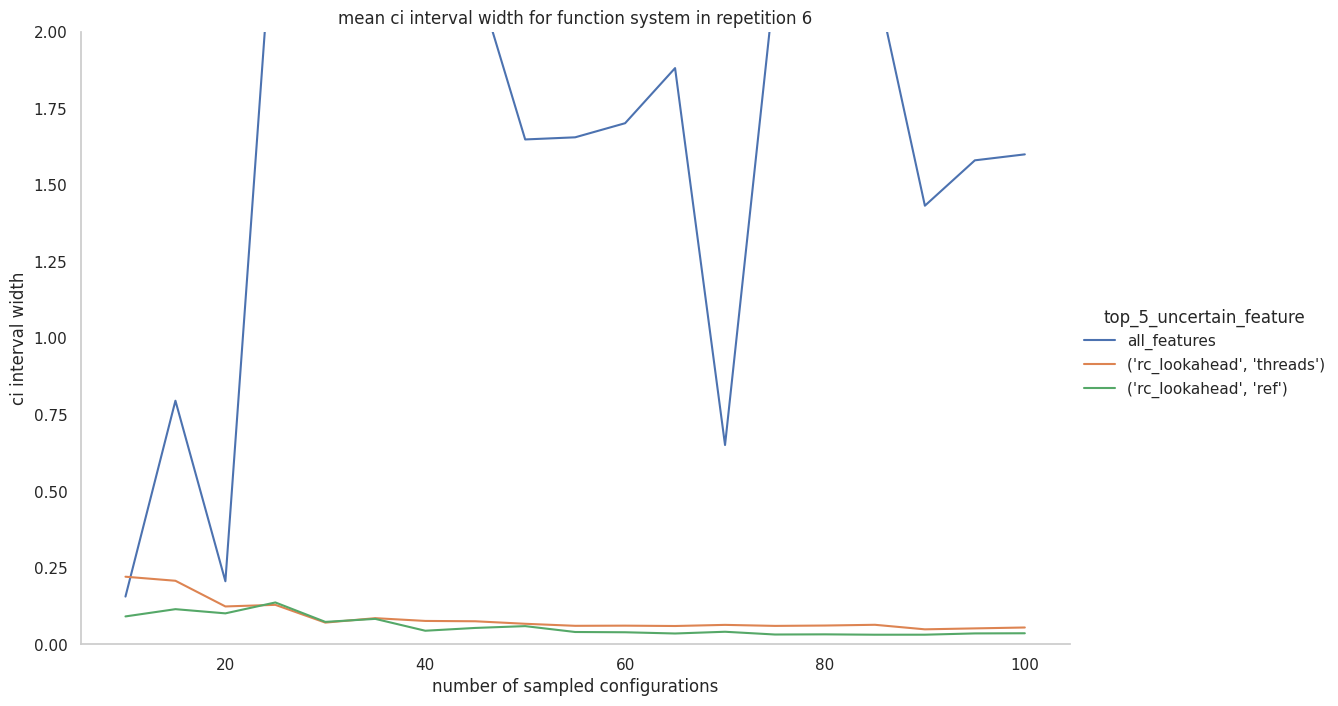 mean ci interval width for function system in repetition 6
2.00
1.75
1.50
1.25
1.00
0.75
0.50
0.25
0.00
ci interval width
20 40 60 80 100
number of sampled configurations
top_5_uncertain_feature
all_features
('rc_lookahead', 'threads')
('rc_lookahead', 'ref')